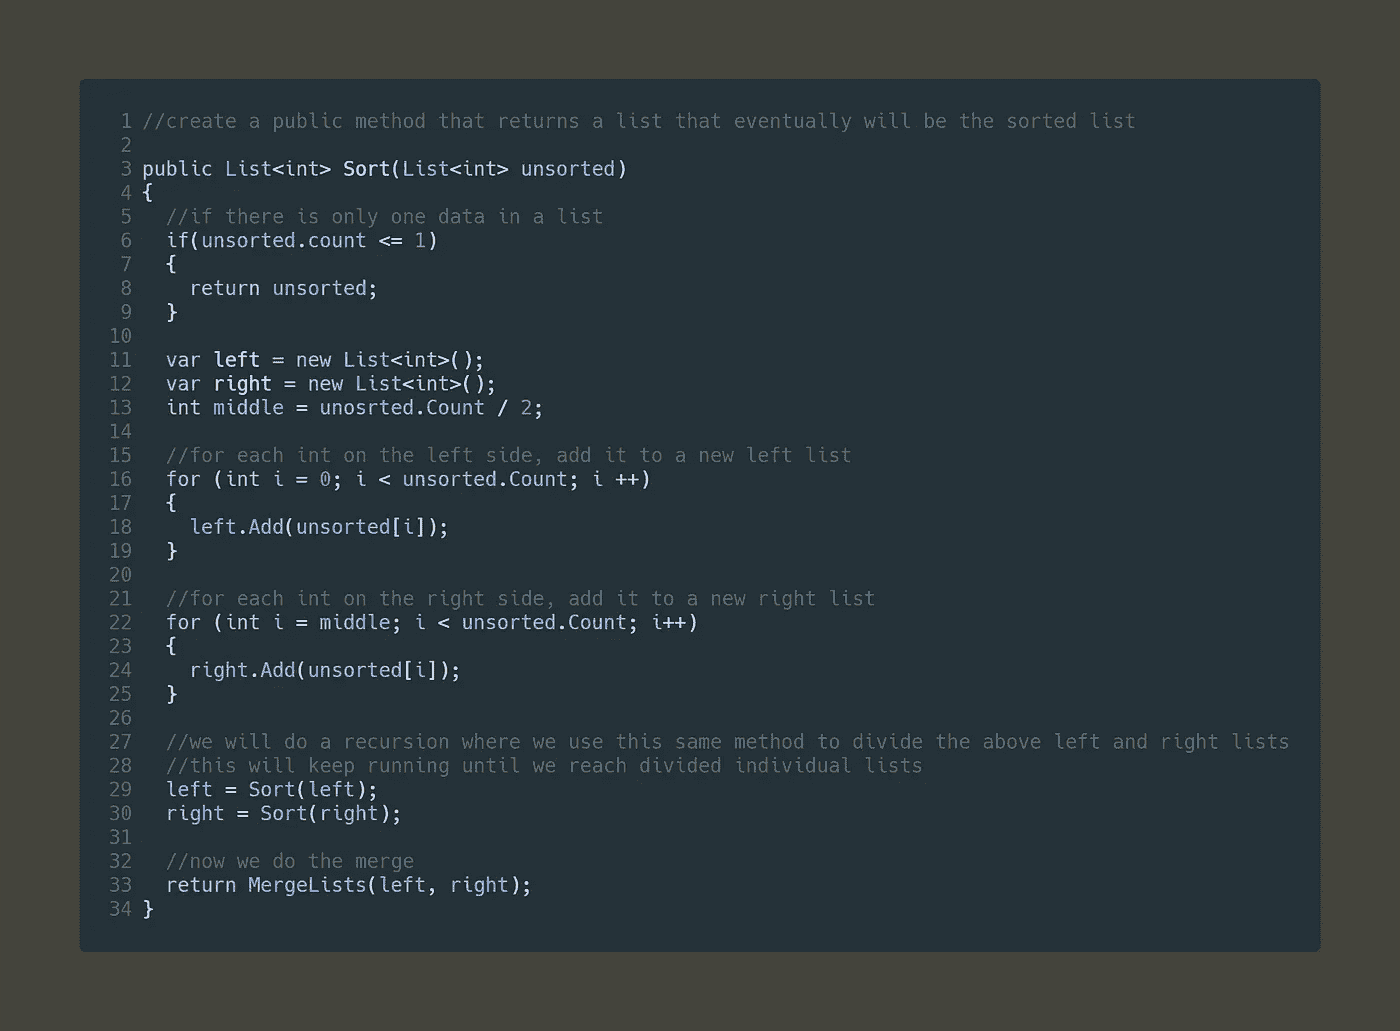 1 //create a public method that returns a list that eventually will be the sorted list
2
3 public List<int> Sort(List<int> unsorted)
4 {
5   //if there is only one data in a list
6   if(unsorted.count <= 1)
7   {
8     return unsorted;
9   }
10
11   var left = new List<int>();
12   var right = new List<int>();
13   int middle = unosrted.Count / 2;
14
15   //for each int on the left side, add it to a new left list
16   for (int i = 0; i < unsorted.Count; i ++)
17   {
18     left.Add(unsorted[i]);
19   }
20
21   //for each int on the right side, add it to a new right list
22   for (int i = middle; i < unsorted.Count; i++)
23   {
24     right.Add(unsorted[i]);
25   }
26
27   //we will do a recursion where we use this same method to divide the above left and right lists
28   //this will keep running until we reach divided individual lists
29   left = Sort(left);
30   right = Sort(right);
31
32   //now we do the merge
33   return MergeLists(left, right);
34 }